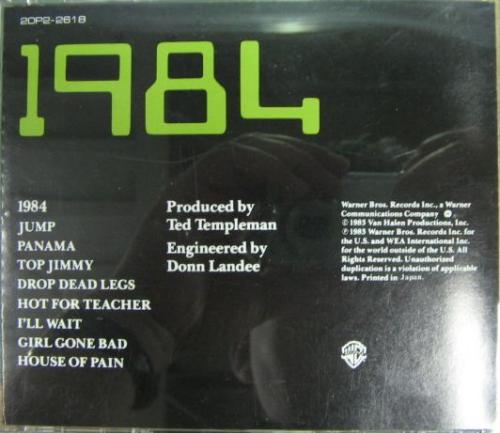 20P2-2618
1984
1984
JUMP
PANAMA
TOP JIMMY
DROP DEAD LEGS
HOT FOR TEACHER
I'LL WAIT
GIRL GONE BAD
HOUSE OF PAIN
Produced by
Ted Templeman
Engineered by
Donn Landee
Warner Bros. Records Inc., a Warner
Communications Company
© 1983 Van Halen Productions, Inc.
℗ 1983 Warner Bros. Records Inc. for
the U.S. and WEA International Inc.
for the world outside of the U.S. All
Rights Reserved. Unauthorized
duplication is a violation of applicable
laws. Printed in Japan.